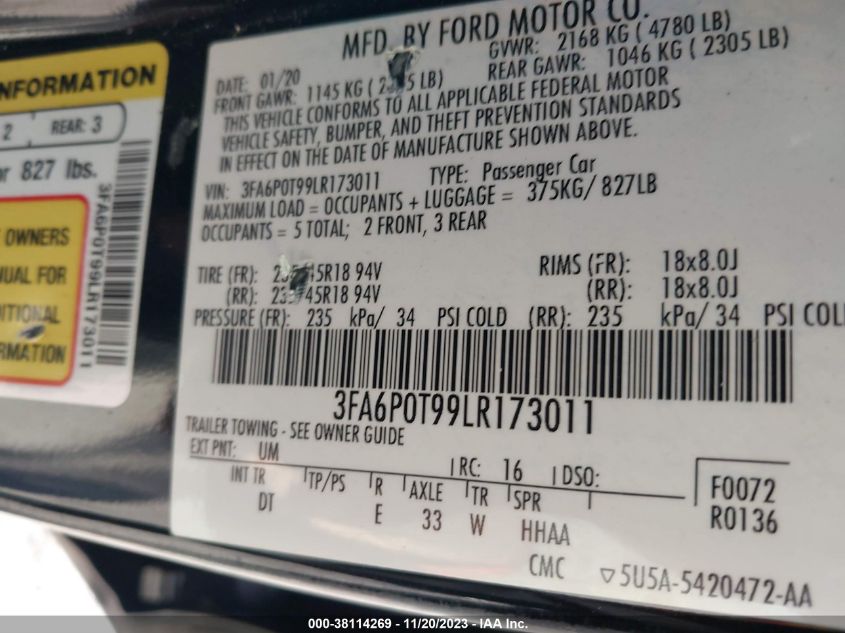 MFD. BY FORD MOTOR CO.
DATE: 01/20
GVWR: 2168 KG ( 4780 LB)
FRONT GAWR: 1145 KG ( LB)
REAR GAWR: 1046 KG ( 2305 LB)
THIS VEHICLE CONFORMS TO ALL APPLICABLE FEDERAL MOTOR
VEHICLE SAFETY, BUMPER, AND THEFT PREVENTION STANDARDS
IN EFFECT ON THE DATE OF MANUFACTURE SHOWN ABOVE.
VIN: 3FA6P0T99LR173011 TYPE: Passenger Car
MAXIMUM LOAD = OCCUPANTS + LUGGAGE = 375KG/ 827LB
OCCUPANTS = 5 TOTAL; 2 FRONT, 3 REAR
TIRE (FR): 94V RIMS (FR): 18x8.0J
(RR): 94V (RR): 18x8.0J
PRESSURE (FR): 235 kPa/ 34 PSI COLD (RR): 235 kPa/ 34 PSI
3FA6P0T99LR173011
TRAILER TOWING - SEE OWNER GUIDE
EXT PNT: UM RC: 16 DSO:
INT TR TP/PS R AXLE TR SPR F0072
DT E 33 W HHAA R0136
CMC 5U5A-5420472-AA
2 REAR: 3
827 lbs.
OWNERS
FOR
3FA6P0T99LR173011
000-38114269 - 11/20/2023 - IAA Inc.